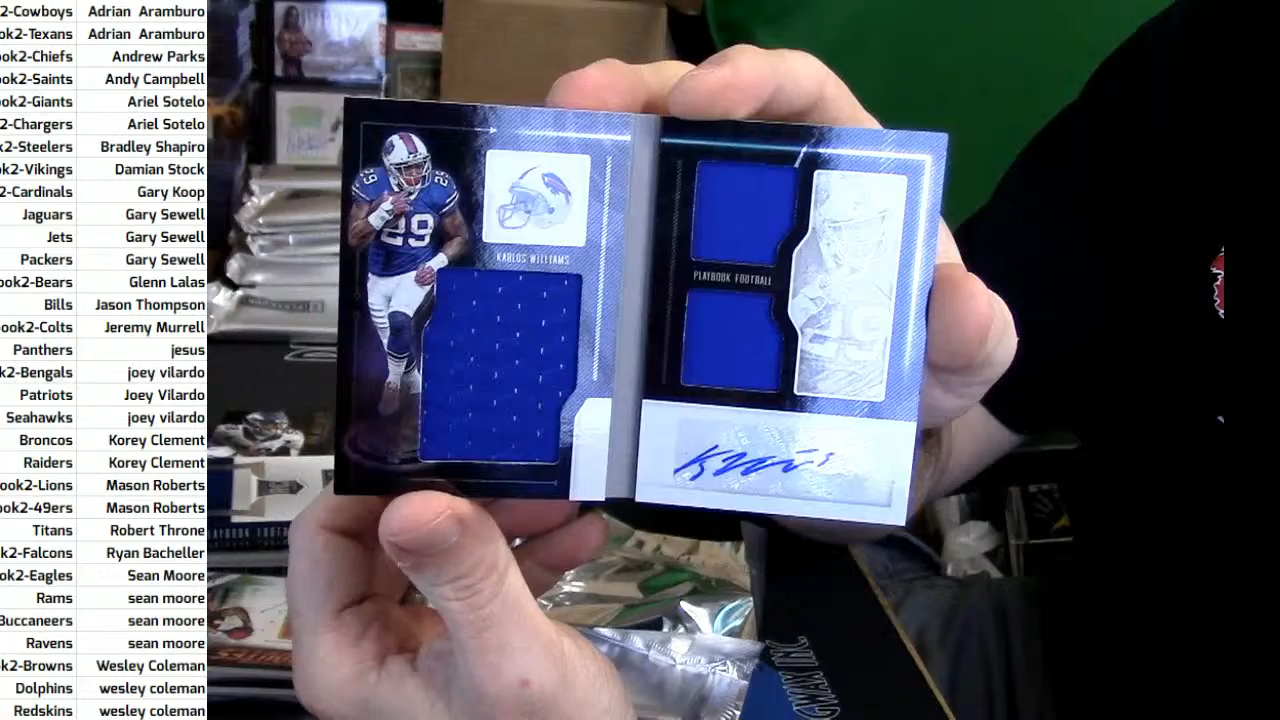 2-Cowboys Adrian Aramburo
ok2-Texans Adrian Aramburo
ok2-Chiefs Andrew Parks
ok2-Saints Andy Campbell
ok2-Giants Ariel Sotelo
2-Chargers Ariel Sotelo
k2-Steelers Bradley Shapiro
k2-Vikings Damian Stock
2-Cardinals Gary Koop
Jaguars Gary Sewell
Jets Gary Sewell
Packers Gary Sewell
ok2-Bears Glenn Lalas
Bills Jason Thompson
ook2-Colts Jeremy Murrell
Panthers jesus
k2-Bengals joey vilardo
Patriots Joey Vilardo
Seahawks joey vilardo
Broncos Korey Clement
Raiders Korey Clement
ook2-Lions Mason Roberts
ok2-49ers Mason Roberts
Titans Robert Throne
k2-Falcons Ryan Bacheller
ok2-Eagles Sean Moore
Rams sean moore
Buccaneers sean moore
Ravens sean moore
k2-Browns Wesley Coleman
Dolphins wesley coleman
Redskins wesley coleman
29
29
KARLOS WILLIAMS
PLAYBOOK FOOTBALL
GWAX INC